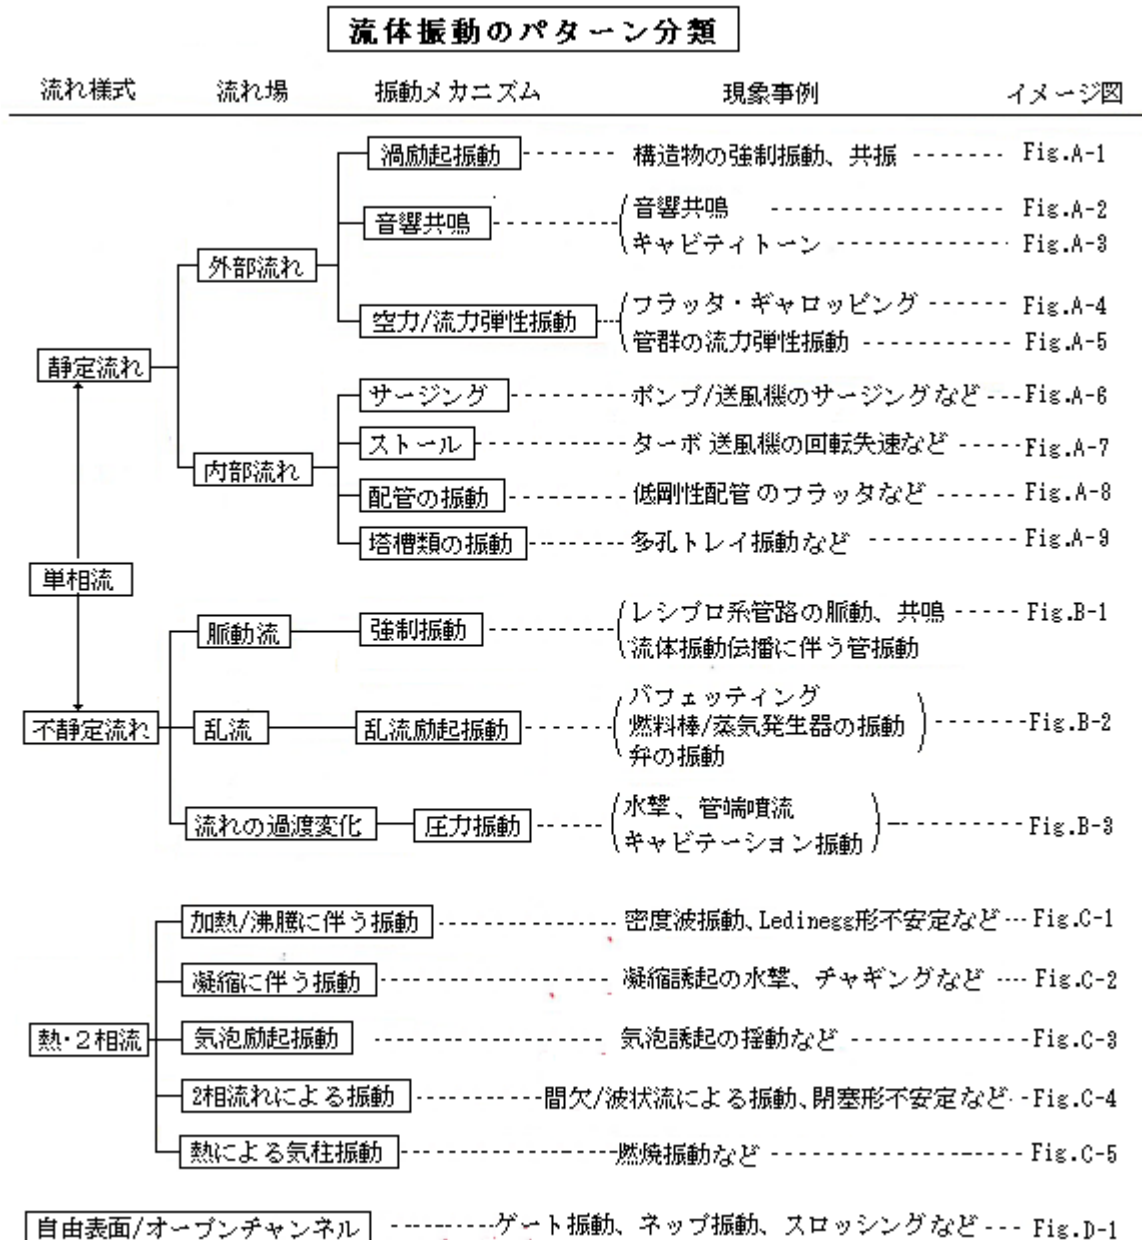 流体振動のパターン分類
流れ様式 流れ場 振動メカニズム 現象事例 イメージ図
渦励起振動 構造物の強制振動、共振 Fig.A-1
音響共鳴 音響共鳴 Fig.A-2
キャビティトーン Fig.A-3
外部流れ
空力/流力弾性振動 フラッタ・ギャロッピング Fig.A-4
管群の流力弾性振動 Fig.A-5
静定流れ
サージング ポンプ/送風機のサージングなど Fig.A-6
ストール ターボ送風機の回転失速など Fig.A-7
内部流れ
配管の振動 低剛性配管のフラッタなど Fig.A-8
塔槽類の振動 多孔トレイ振動など Fig.A-9
単相流
脈動流 強制振動 レシプロ系管路の脈動、共鳴 Fig.B-1
流体振動伝播に伴う管振動
不静定流れ 乱流 乱流励起振動 バフェッティング
燃料棒/蒸気発生器の振動 Fig.B-2
弁の振動
流れの過渡変化 圧力振動 水撃、管端噴流
キャビテーション振動 Fig.B-3
加熱/沸騰に伴う振動 密度波振動、Ledinegg形不安定など Fig.C-1
凝縮に伴う振動 凝縮誘起の水撃、チャギングなど Fig.C-2
熱・2相流 気泡励起振動 気泡誘起の揺動など Fig.C-3
2相流れによる振動 間欠/波状流による振動、閉塞形不安定など Fig.C-4
熱による気柱振動 燃焼振動など Fig.C-5
自由表面/オープンチャンネル ゲート振動、ネップ振動、スロッシングなど Fig.D-1